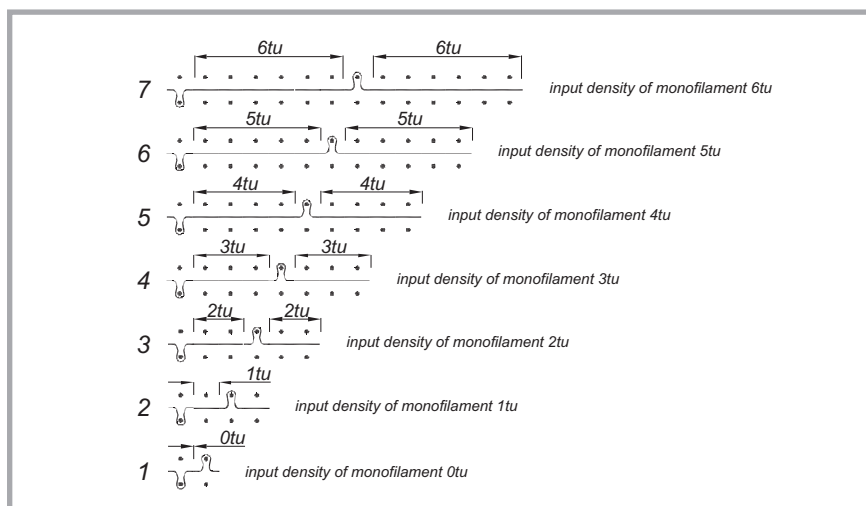 6tu 6tu
7 input density of monofilament 6tu
5tu 5tu
6 input density of monofilament 5tu
4tu 4tu
5 input density of monofilament 4tu
3tu 3tu
4 input density of monofilament 3tu
2tu 2tu
3 input density of monofilament 2tu
1tu
2 input density of monofilament 1tu
0tu
1 input density of monofilament 0tu